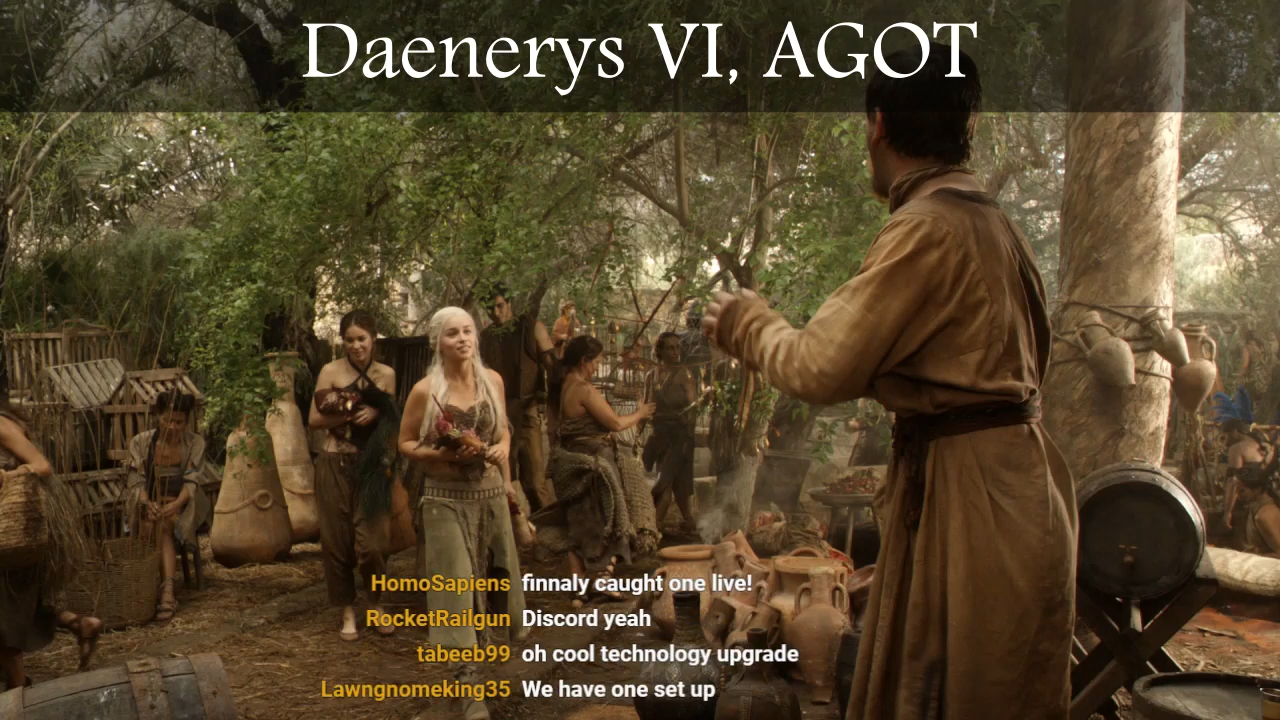 Daenerys VI, AGOT
HomoSapiens finnaly caught one live!
RocketRailgun Discord yeah
tabeeb99 oh cool technology upgrade
Lawngnomeking35 We have one set up